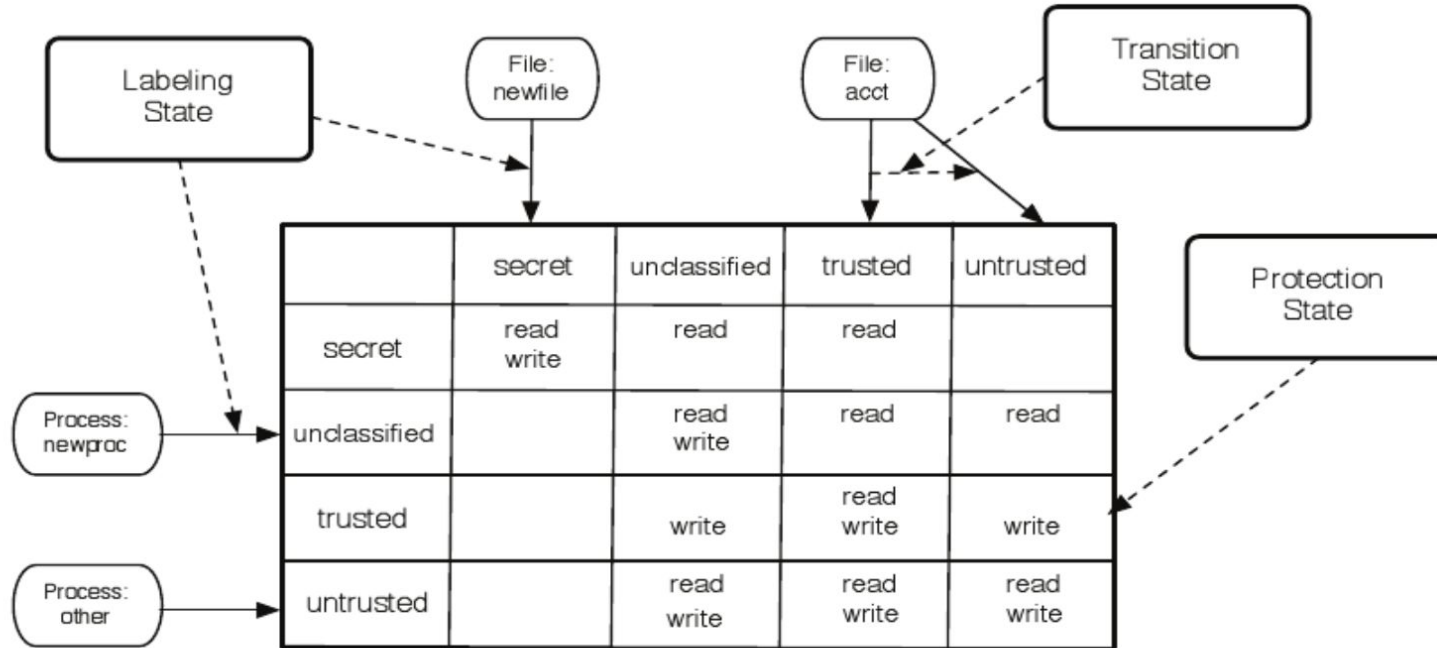 Labeling
State
File:
newfile
File:
acct
Transition
State
Protection
State
secret unclassified trusted untrusted
secret read write read read
Process:
newproc
unclassified read write read read
trusted write read write write
Process:
other
untrusted read write read write read write